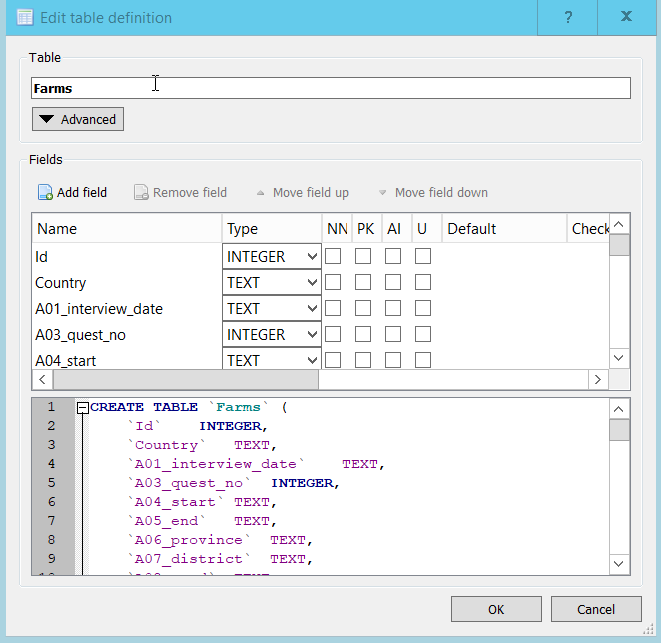 Edit table definition ? x
Table
Farms
Advanced
Fields
Add field Remove field Move field up Move field down
Name Type NN PK AI U Default Check
Id INTEGER
Country TEXT
A01_interview_date TEXT
A03_quest_no INTEGER
A04_start TEXT
1 CREATE TABLE `Farms` (
2 `Id` INTEGER,
3 `Country` TEXT,
4 `A01_interview_date` TEXT,
5 `A03_quest_no` INTEGER,
6 `A04_start` TEXT,
7 `A05_end` TEXT,
8 `A06_province` TEXT,
9 `A07_district` TEXT,
OK Cancel